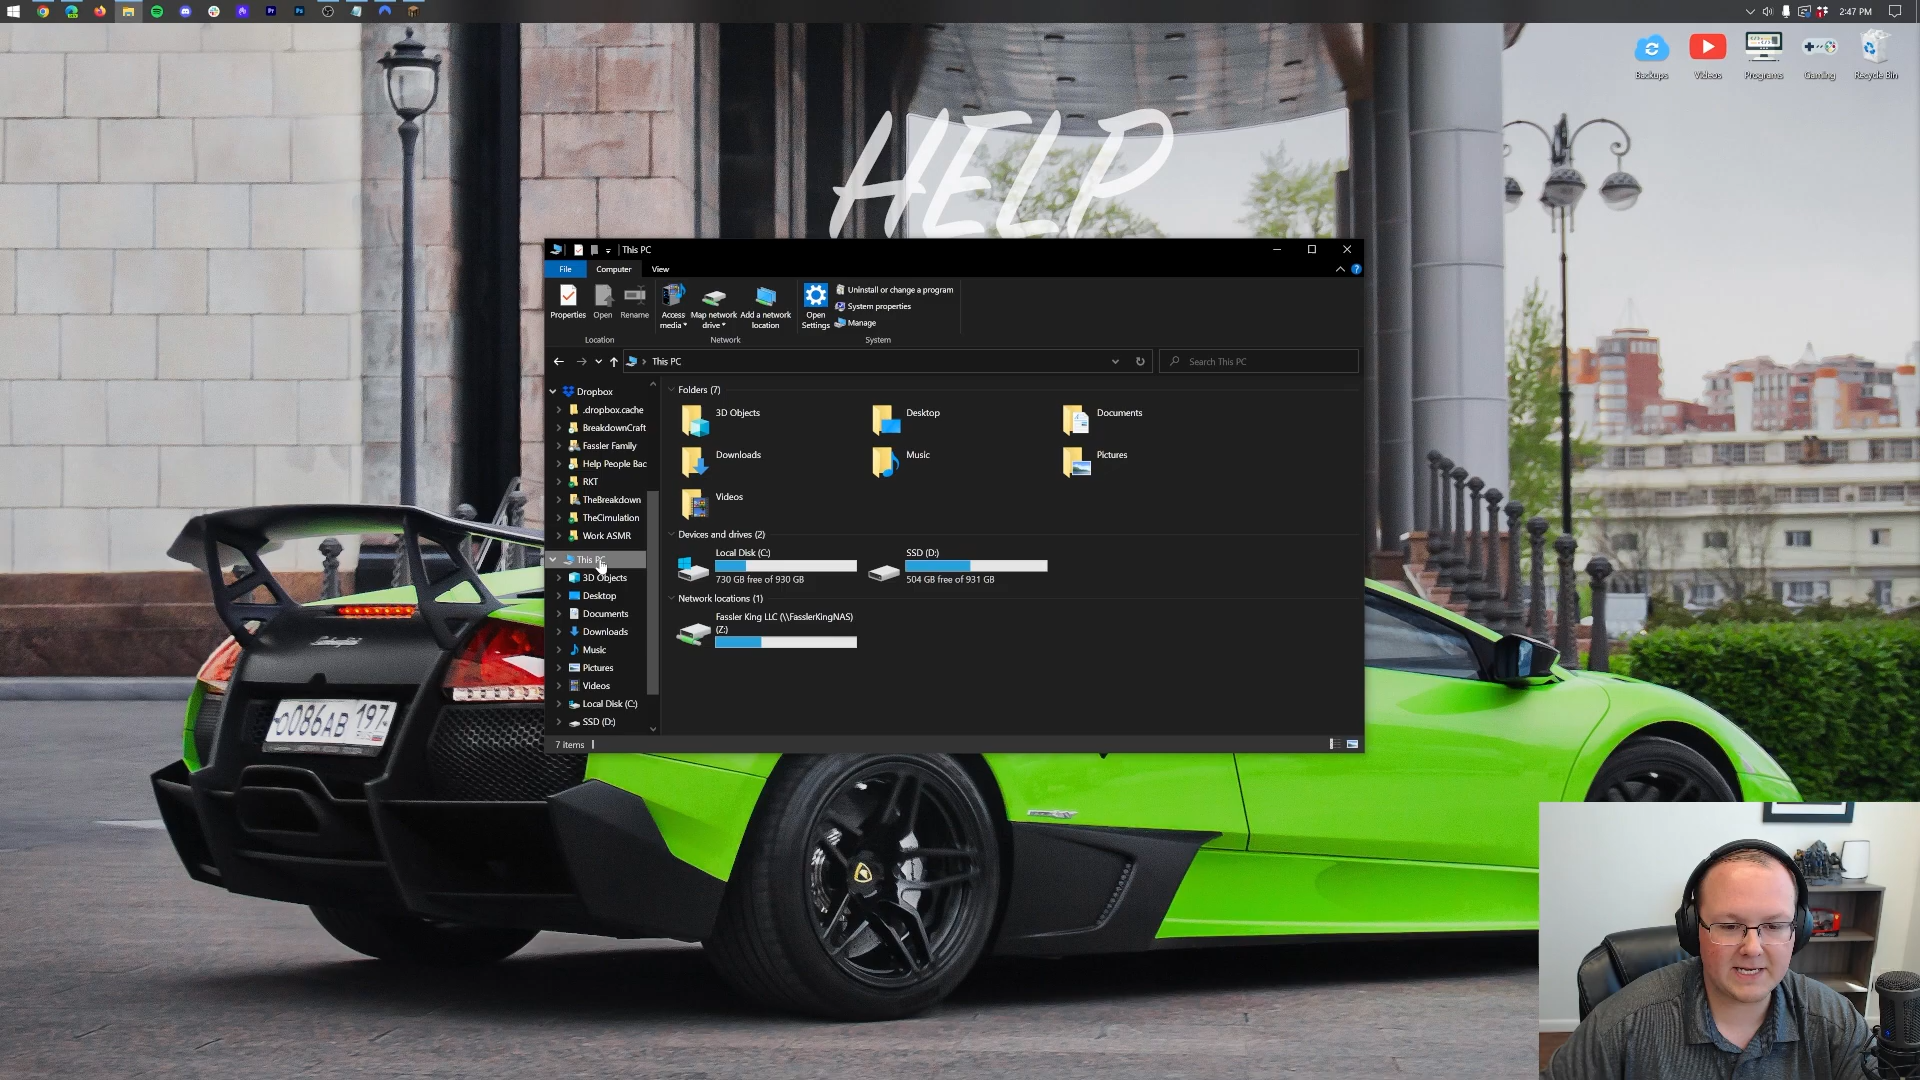 2:47 PM
Backups
Videos
Programs
Gaming
Recycle Bin
HELP
This PC
File
Computer
View
Properties
Open
Rename
Access media
Map network drive
Add a network location
Open Settings
Uninstall or change a program
System properties
Manage
Location
Network
System
This PC
Search This PC
Dropbox
.dropbox.cache
BreakdownCraft
Fassler Family
Help People Bac
RKT
TheBreakdown
TheCimulation
Work ASMR
This PC
3D Objects
Desktop
Documents
Downloads
Music
Pictures
Videos
Local Disk (C:)
SSD (D:)
Folders (7)
3D Objects
Desktop
Documents
Downloads
Music
Pictures
Videos
Devices and drives (2)
Local Disk (C:)
730 GB free of 930 GB
SSD (D:)
504 GB free of 931 GB
Network locations (1)
Fassler King LLC (\\FasslerKingNAS)
(Z:)
7 items
o086AB 197